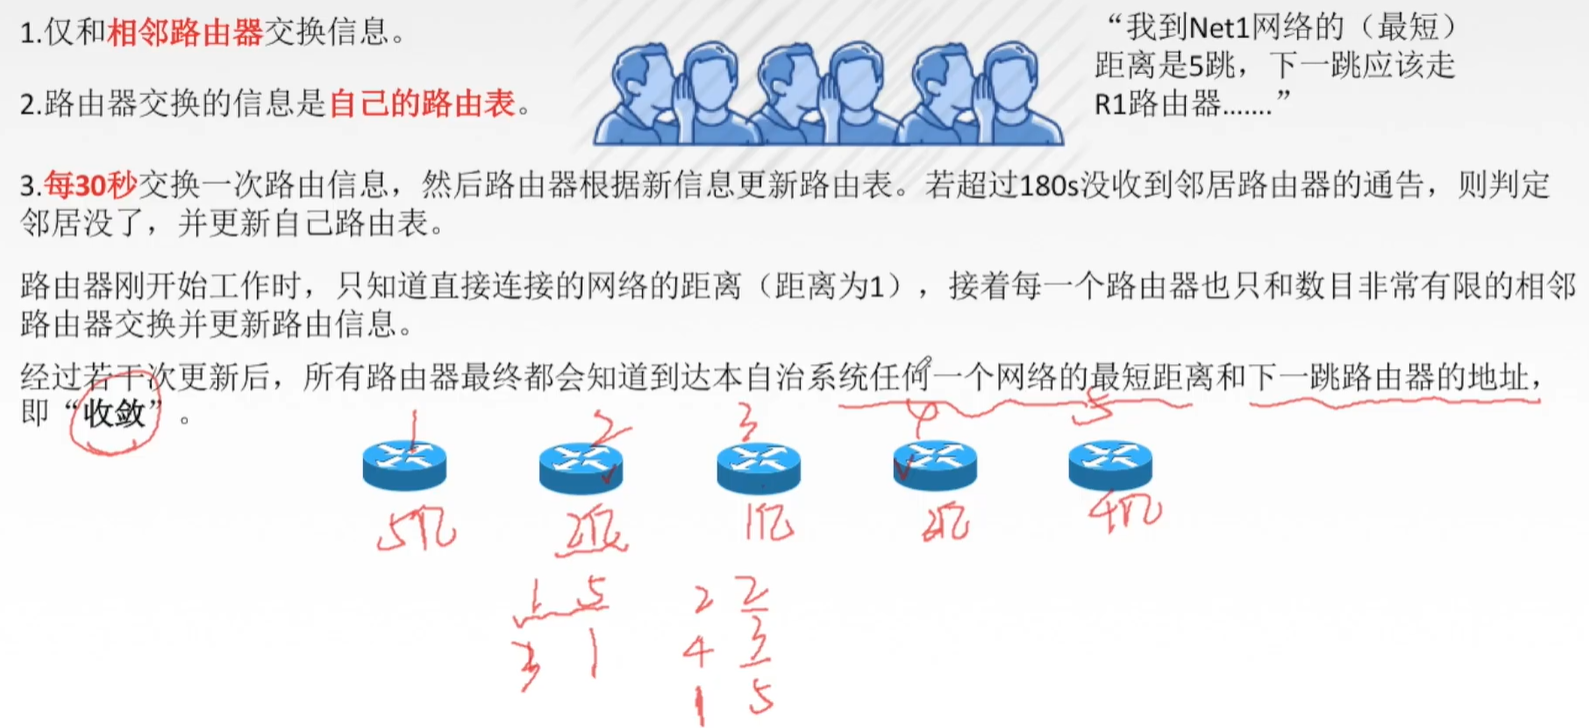 1.仅和相邻路由器交换信息。
“我到Net1网络的（最短）
距离是5跳，下一跳应该走
R1路由器.......”
2.路由器交换的信息是自己的路由表。
3.每30秒交换一次路由信息，然后路由器根据新信息更新路由表。若超过180s没收到邻居路由器的通告，则判定
邻居没了，并更新自己路由表。
路由器刚开始工作时，只知道直接连接的网络的距离（距离为1），接着每一个路由器也只和数目非常有限的相邻
路由器交换并更新路由信息。
经过若干次更新后，所有路由器最终都会知道到达本自治系统任何一个网络的最短距离和下一跳路由器的地址，
即“收敛”。
1 2 3 4 5
5亿 2亿 1亿 2亿 4亿
1 5 2 2
3 1 4 3
1 5